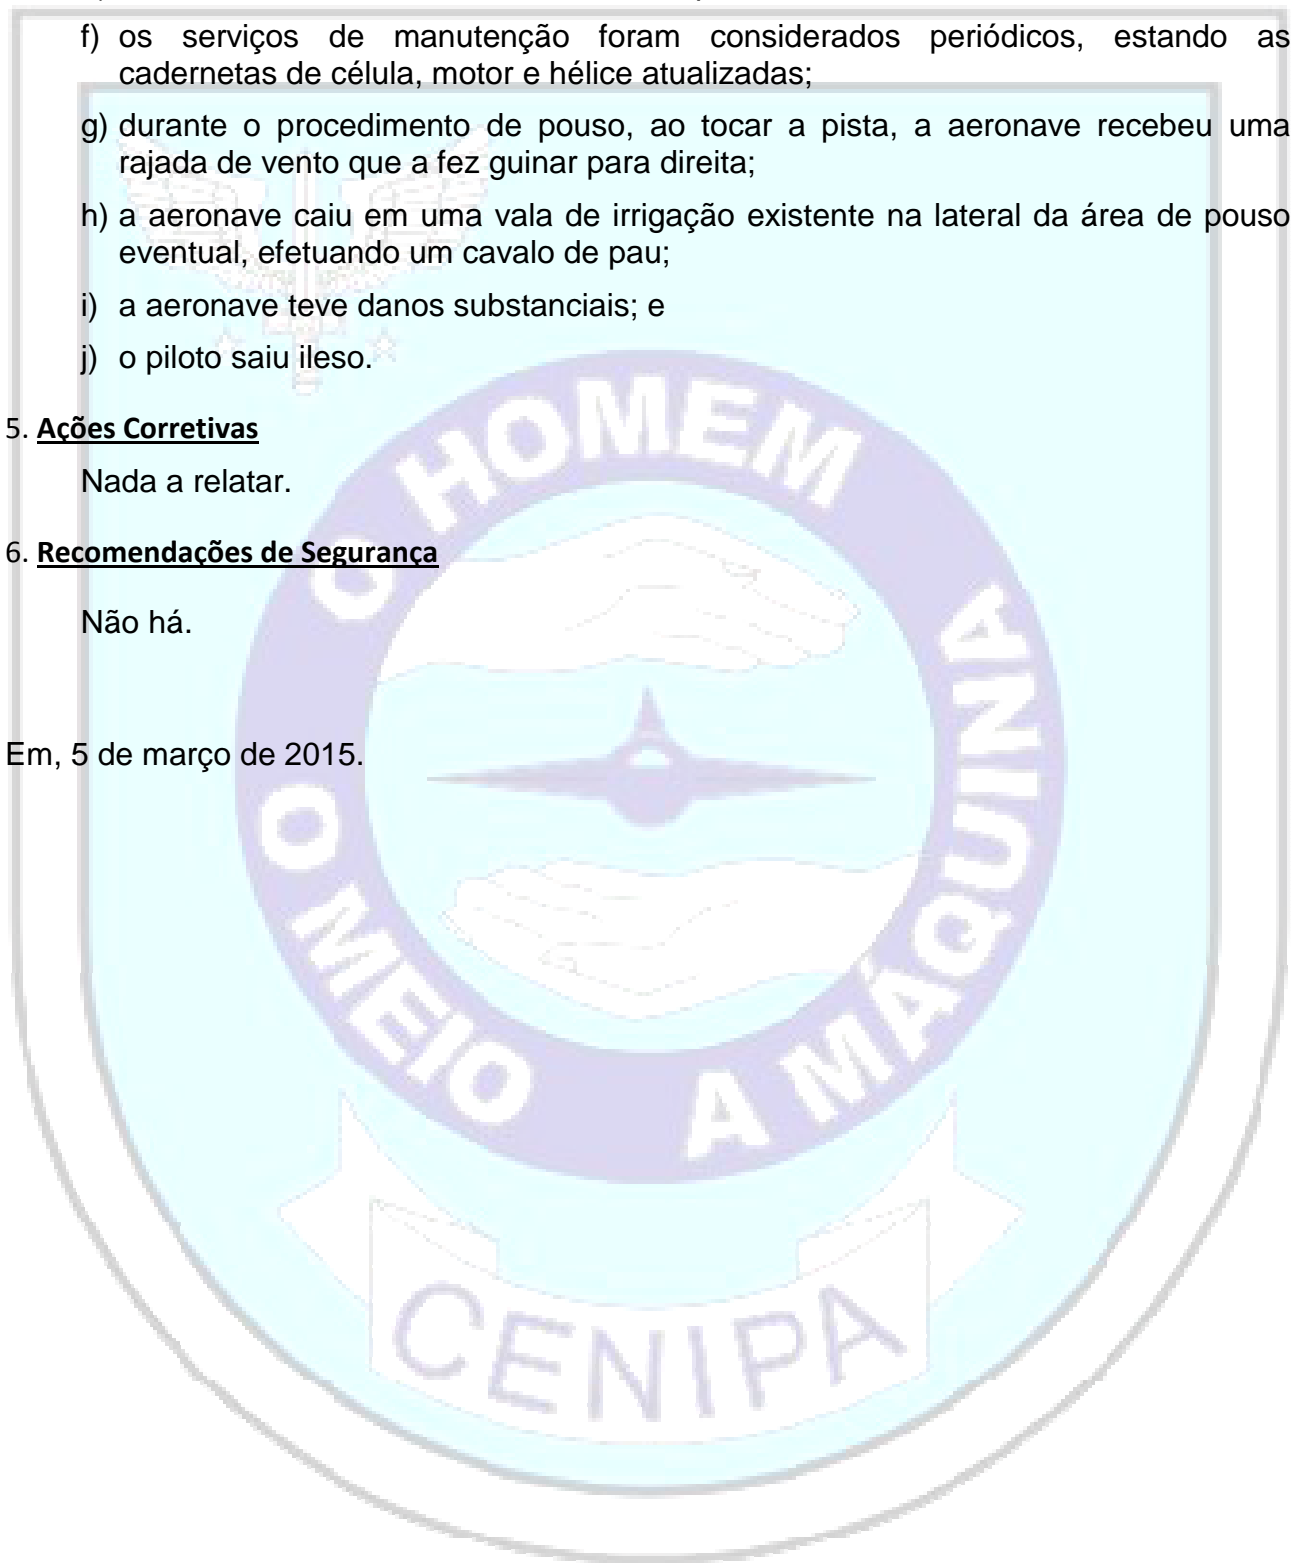 f) os serviços de manutenção foram considerados periódicos, estando as
cadernetas de célula, motor e hélice atualizadas;
g) durante o procedimento de pouso, ao tocar a pista, a aeronave recebeu uma
rajada de vento que a fez guinar para direita;
h) a aeronave caiu em uma vala de irrigação existente na lateral da área de pouso
eventual, efetuando um cavalo de pau;
i) a aeronave teve danos substanciais; e
j) o piloto saiu ileso.
5. Ações Corretivas
Nada a relatar.
6. Recomendações de Segurança
Não há.
Em, 5 de março de 2015.
O HOMEM
A MÁQUINA
O MEIO
CENIPA